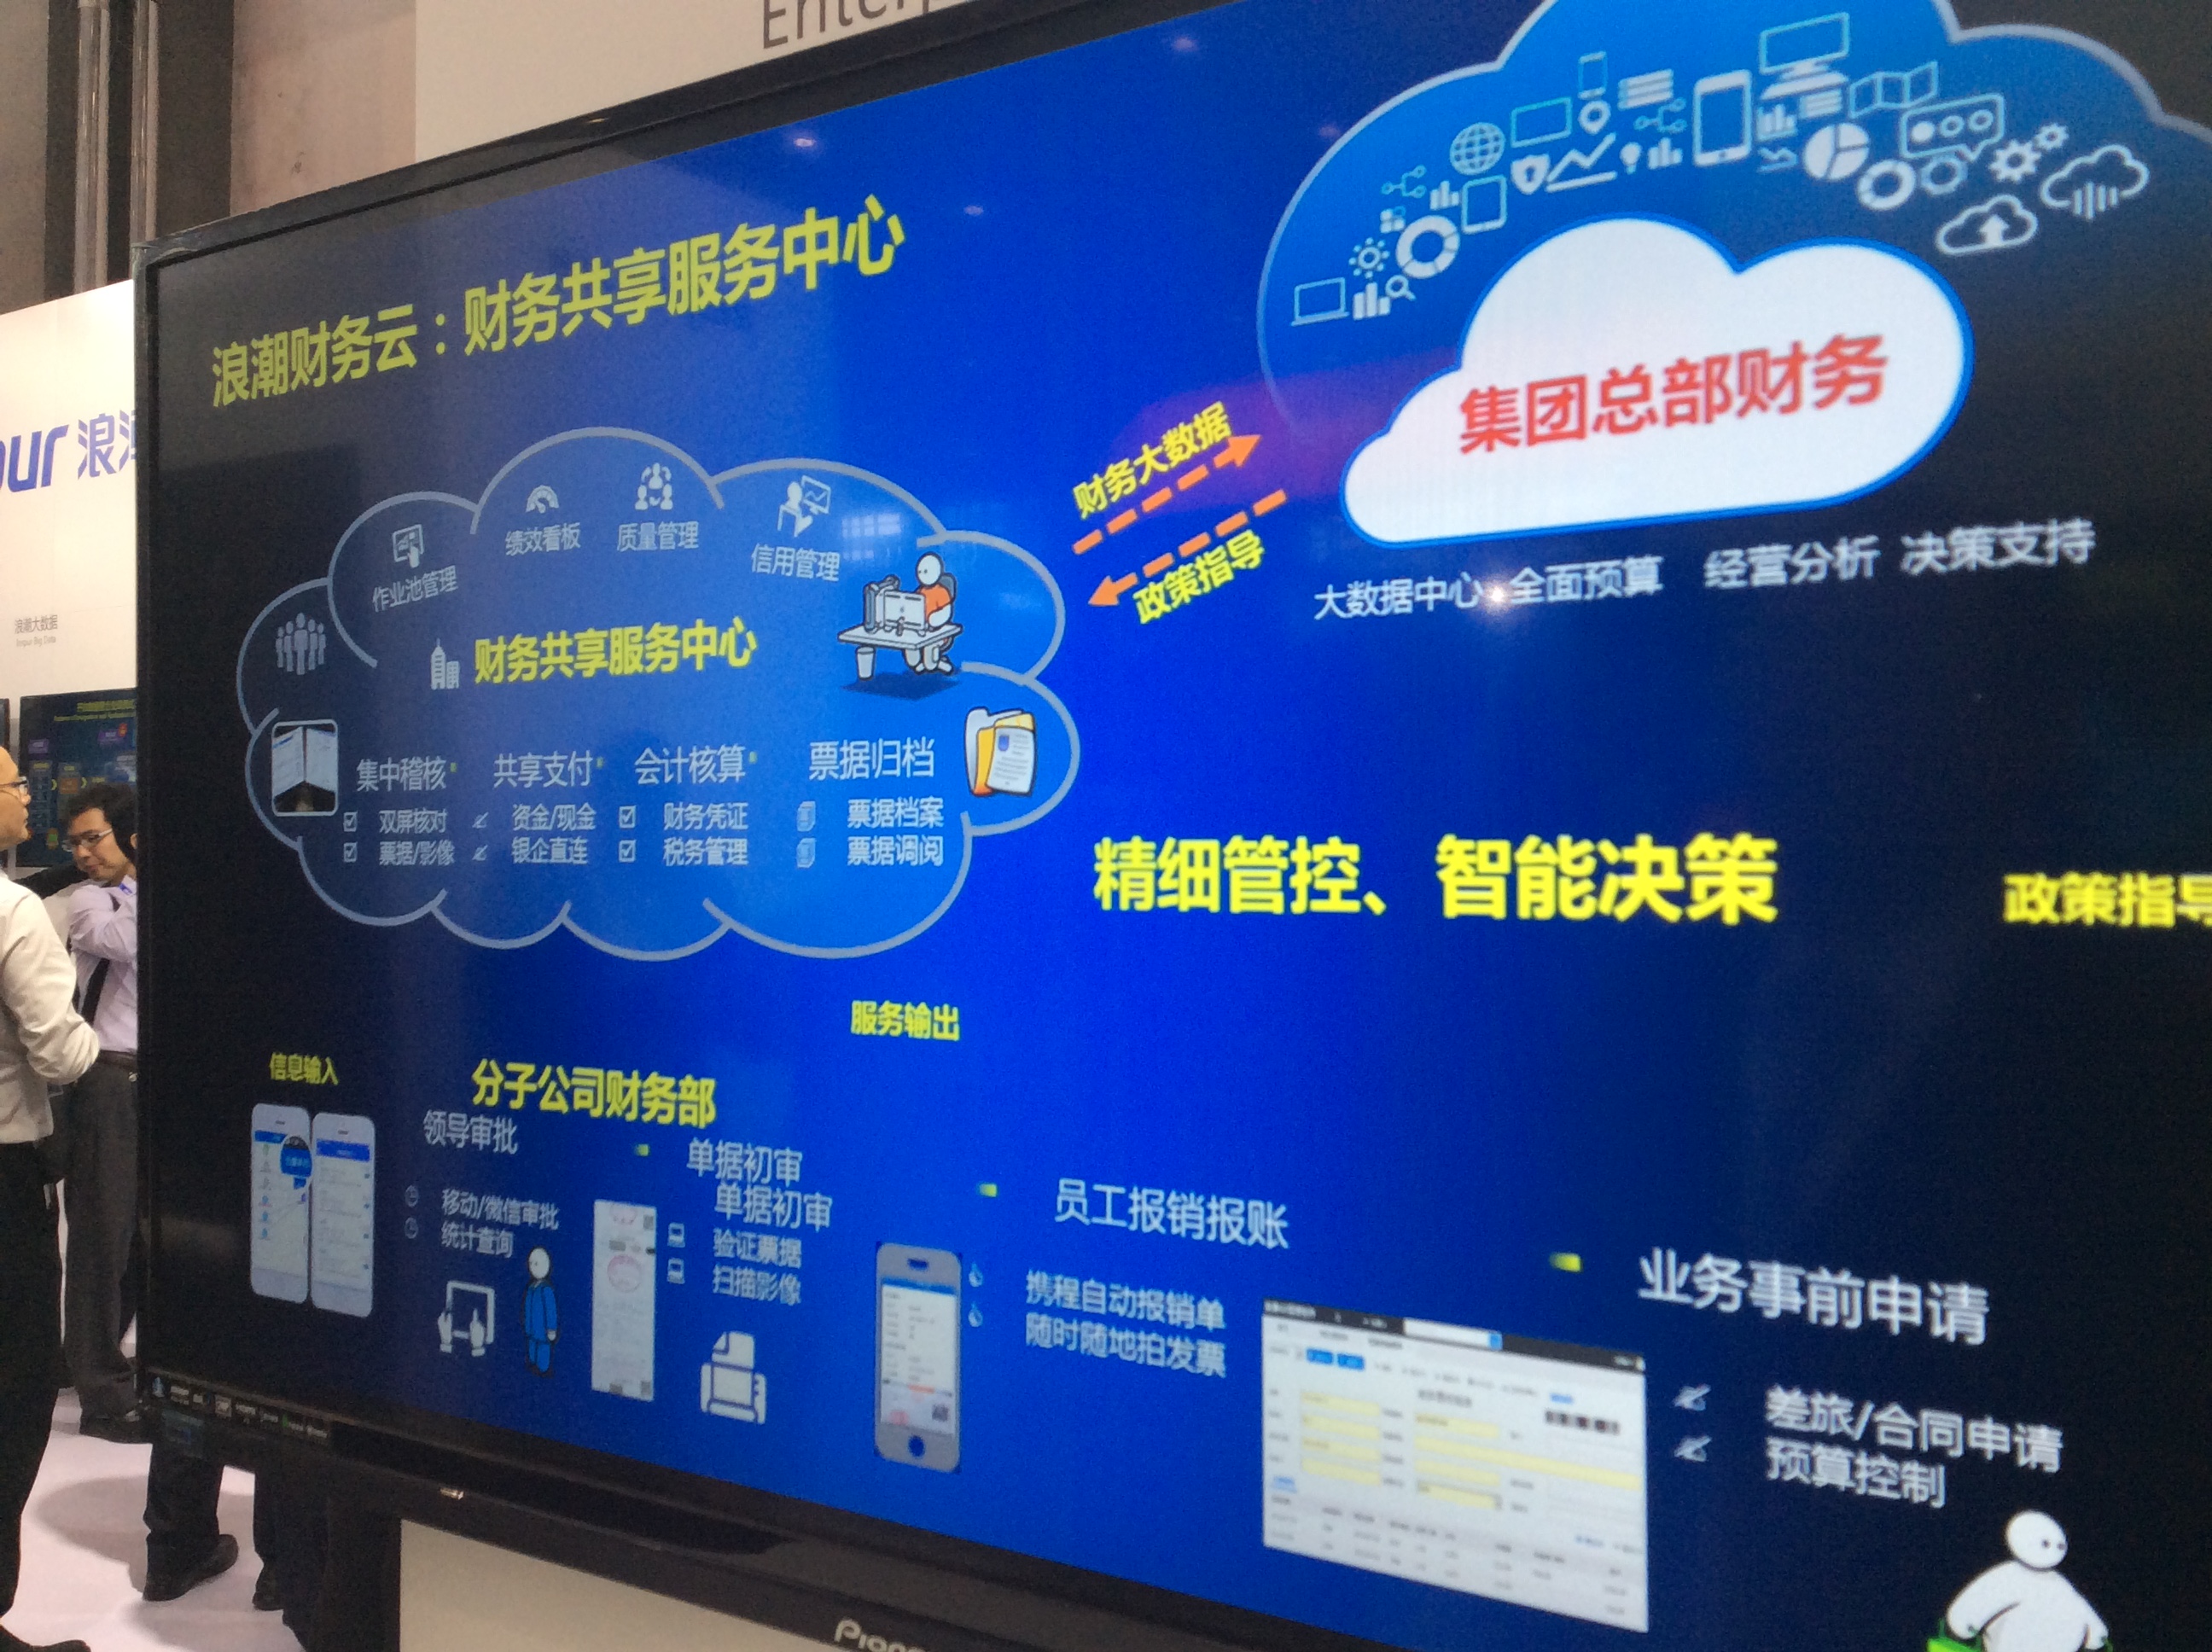 Enterp
浪潮财务云：财务共享服务中心
集团总部财务
财务大数据
政策指导
大数据中心 全面预算 经营分析 决策支持
作业池管理
绩效看板
质量管理
信用管理
财务共享服务中心
集中稽核 共享支付 会计核算 票据归档
双屏核对 资金/现金 财务凭证 票据档案
票据/影像 银企直连 税务管理 票据调阅
精细管控、智能决策
政策指导
服务输出
信息输入
分子公司财务部
领导审批
移动/微信审批
统计查询
单据初审
单据初审
验证票据
扫描影像
员工报销报账
携程自动报销单
随时随地拍发票
业务事前申请
差旅/合同申请
预算控制
our 浪潮
浪潮大数据
Inspur Big Data
Pione